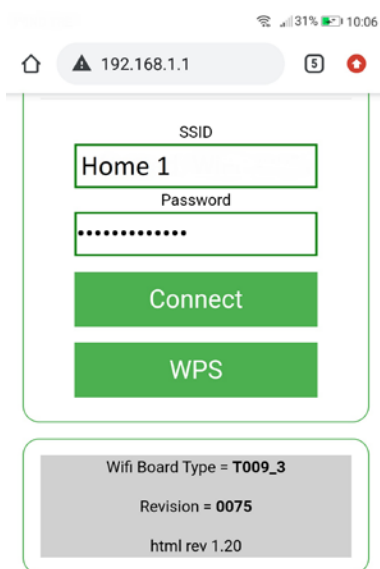 31% 10:06
192.168.1.1 5
SSID
Home 1
Password
•••••••••••••
Connect
WPS
Wifi Board Type = T009_3
Revision = 0075
html rev 1.20